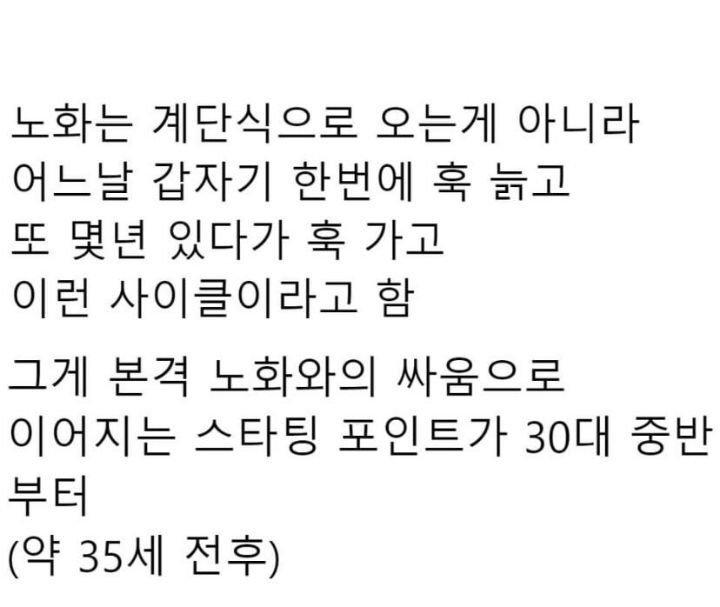 노화는 계단식으로 오는게 아니라
어느날 갑자기 한번에 훅 늙고
또 몇년 있다가 훅 가고
이런 사이클이라고 함
그게 본격 노화와의 싸움으로
이어지는 스타팅 포인트가 30대 중반
부터
(약 35세 전후)